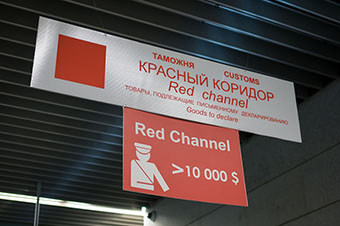 ТАМОЖНЯ CUSTOMS
КРАСНЫЙ КОРИДОР
Red channel
ТОВАРЫ, ПОДЛЕЖАЩИЕ ПИСЬМЕННОМУ ДЕКЛАРИРОВАНИЮ
Goods to declare
Red Channel
>10 000 $